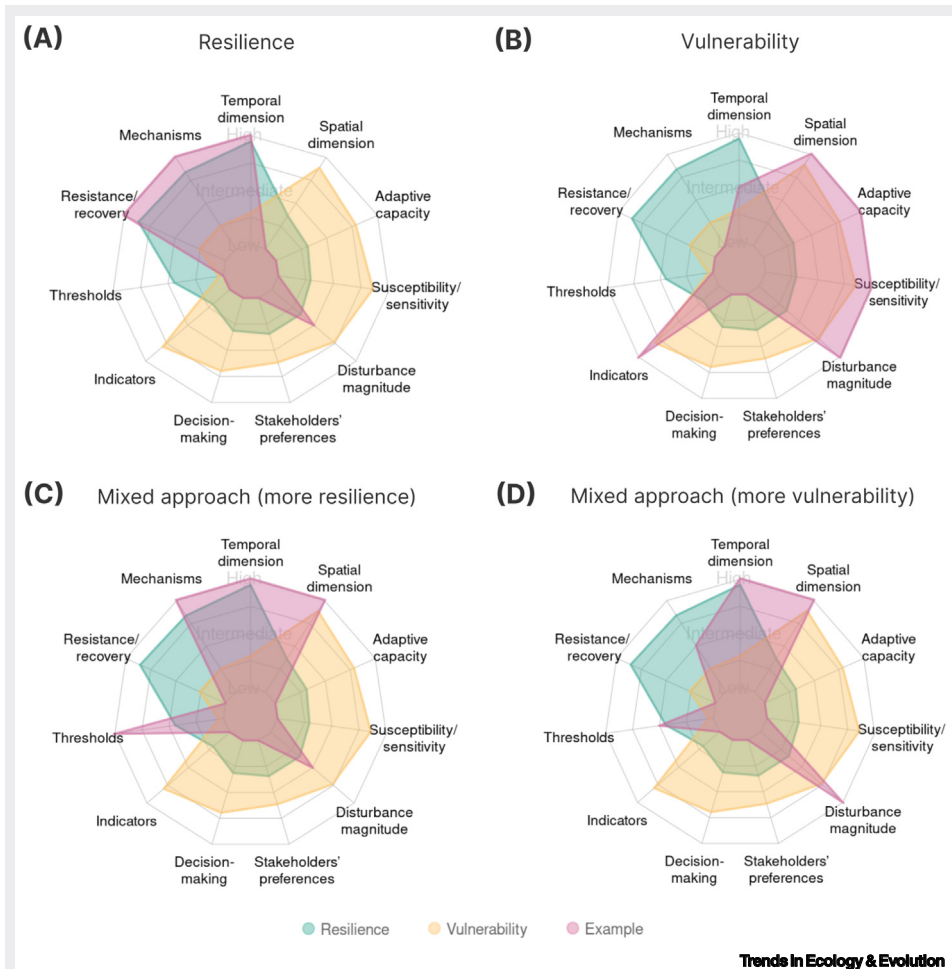 (A)
Resilience
Temporal
dimension
High
Spatial
dimension
Mechanisms
Intermediate
Adaptive
capacity
Resistance/
recovery
Low
Susceptibility/
sensitivity
Thresholds
Indicators
Disturbance
magnitude
Decision-
making
Stakeholders'
preferences
(B)
Vulnerability
Temporal
dimension
High
Spatial
dimension
Mechanisms
Intermediate
Adaptive
capacity
Resistance/
recovery
Low
Susceptibility/
sensitivity
Thresholds
Indicators
Disturbance
magnitude
Decision-
making
Stakeholders'
preferences
(C)
Mixed approach (more resilience)
Temporal
dimension
High
Spatial
dimension
Mechanisms
Intermediate
Adaptive
capacity
Resistance/
recovery
Low
Susceptibility/
sensitivity
Thresholds
Indicators
Disturbance
magnitude
Decision-
making
Stakeholders'
preferences
(D)
Mixed approach (more vulnerability)
Temporal
dimension
High
Spatial
dimension
Mechanisms
Intermediate
Adaptive
capacity
Resistance/
recovery
Low
Susceptibility/
sensitivity
Thresholds
Indicators
Disturbance
magnitude
Decision-
making
Stakeholders'
preferences
Resilience Vulnerability Example
Trends in Ecology & Evolution